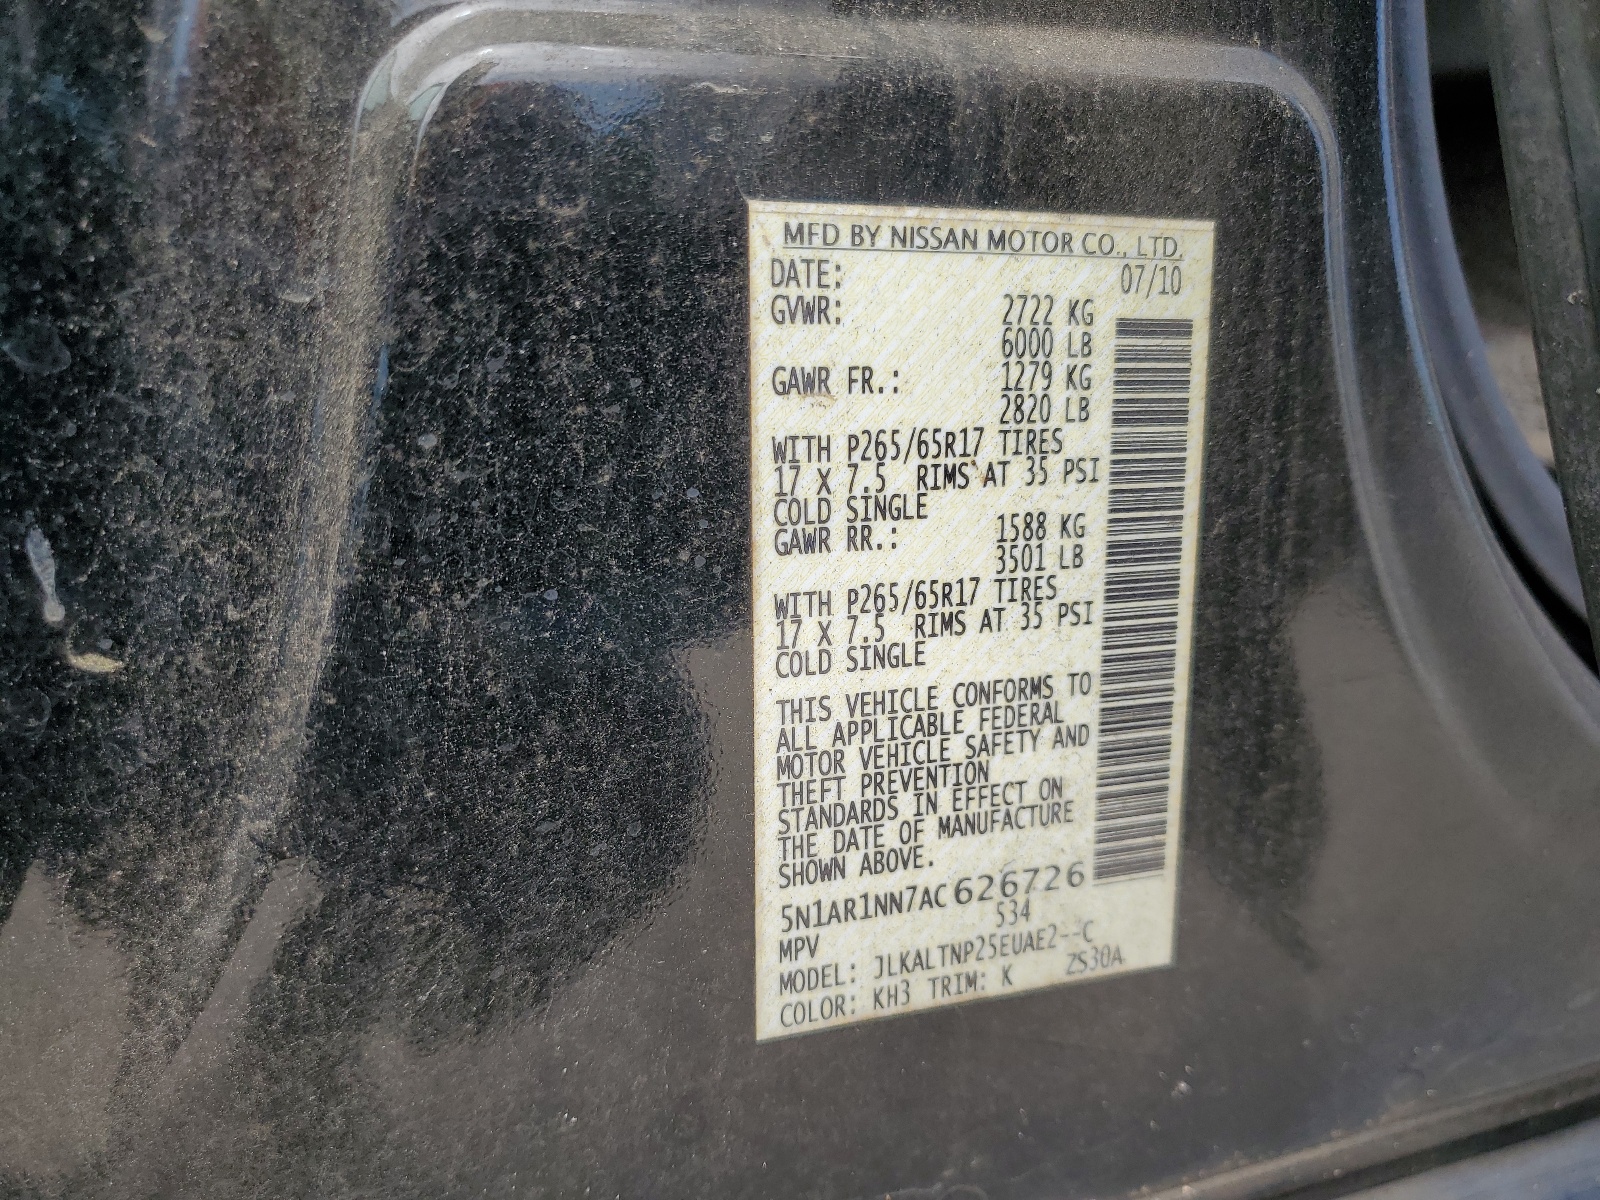 MFD BY NISSAN MOTOR CO., LTD.
DATE: 07/10
GVWR: 2722 KG
6000 LB
GAWR FR.: 1279 KG
2820 LB
WITH P265/65R17 TIRES
17 X 7.5 RIMS AT 35 PSI
COLD SINGLE
GAWR RR.: 1588 KG
3501 LB
WITH P265/65R17 TIRES
17 X 7.5 RIMS AT 35 PSI
COLD SINGLE
THIS VEHICLE CONFORMS TO
ALL APPLICABLE FEDERAL
MOTOR VEHICLE SAFETY AND
THEFT PREVENTION
STANDARDS IN EFFECT ON
THE DATE OF MANUFACTURE
SHOWN ABOVE.
5N1AR1NN7AC626726
MPV 534
MODEL: JLKALTNP25EUAE2--C
COLOR: KH3 TRIM: K ZS30A